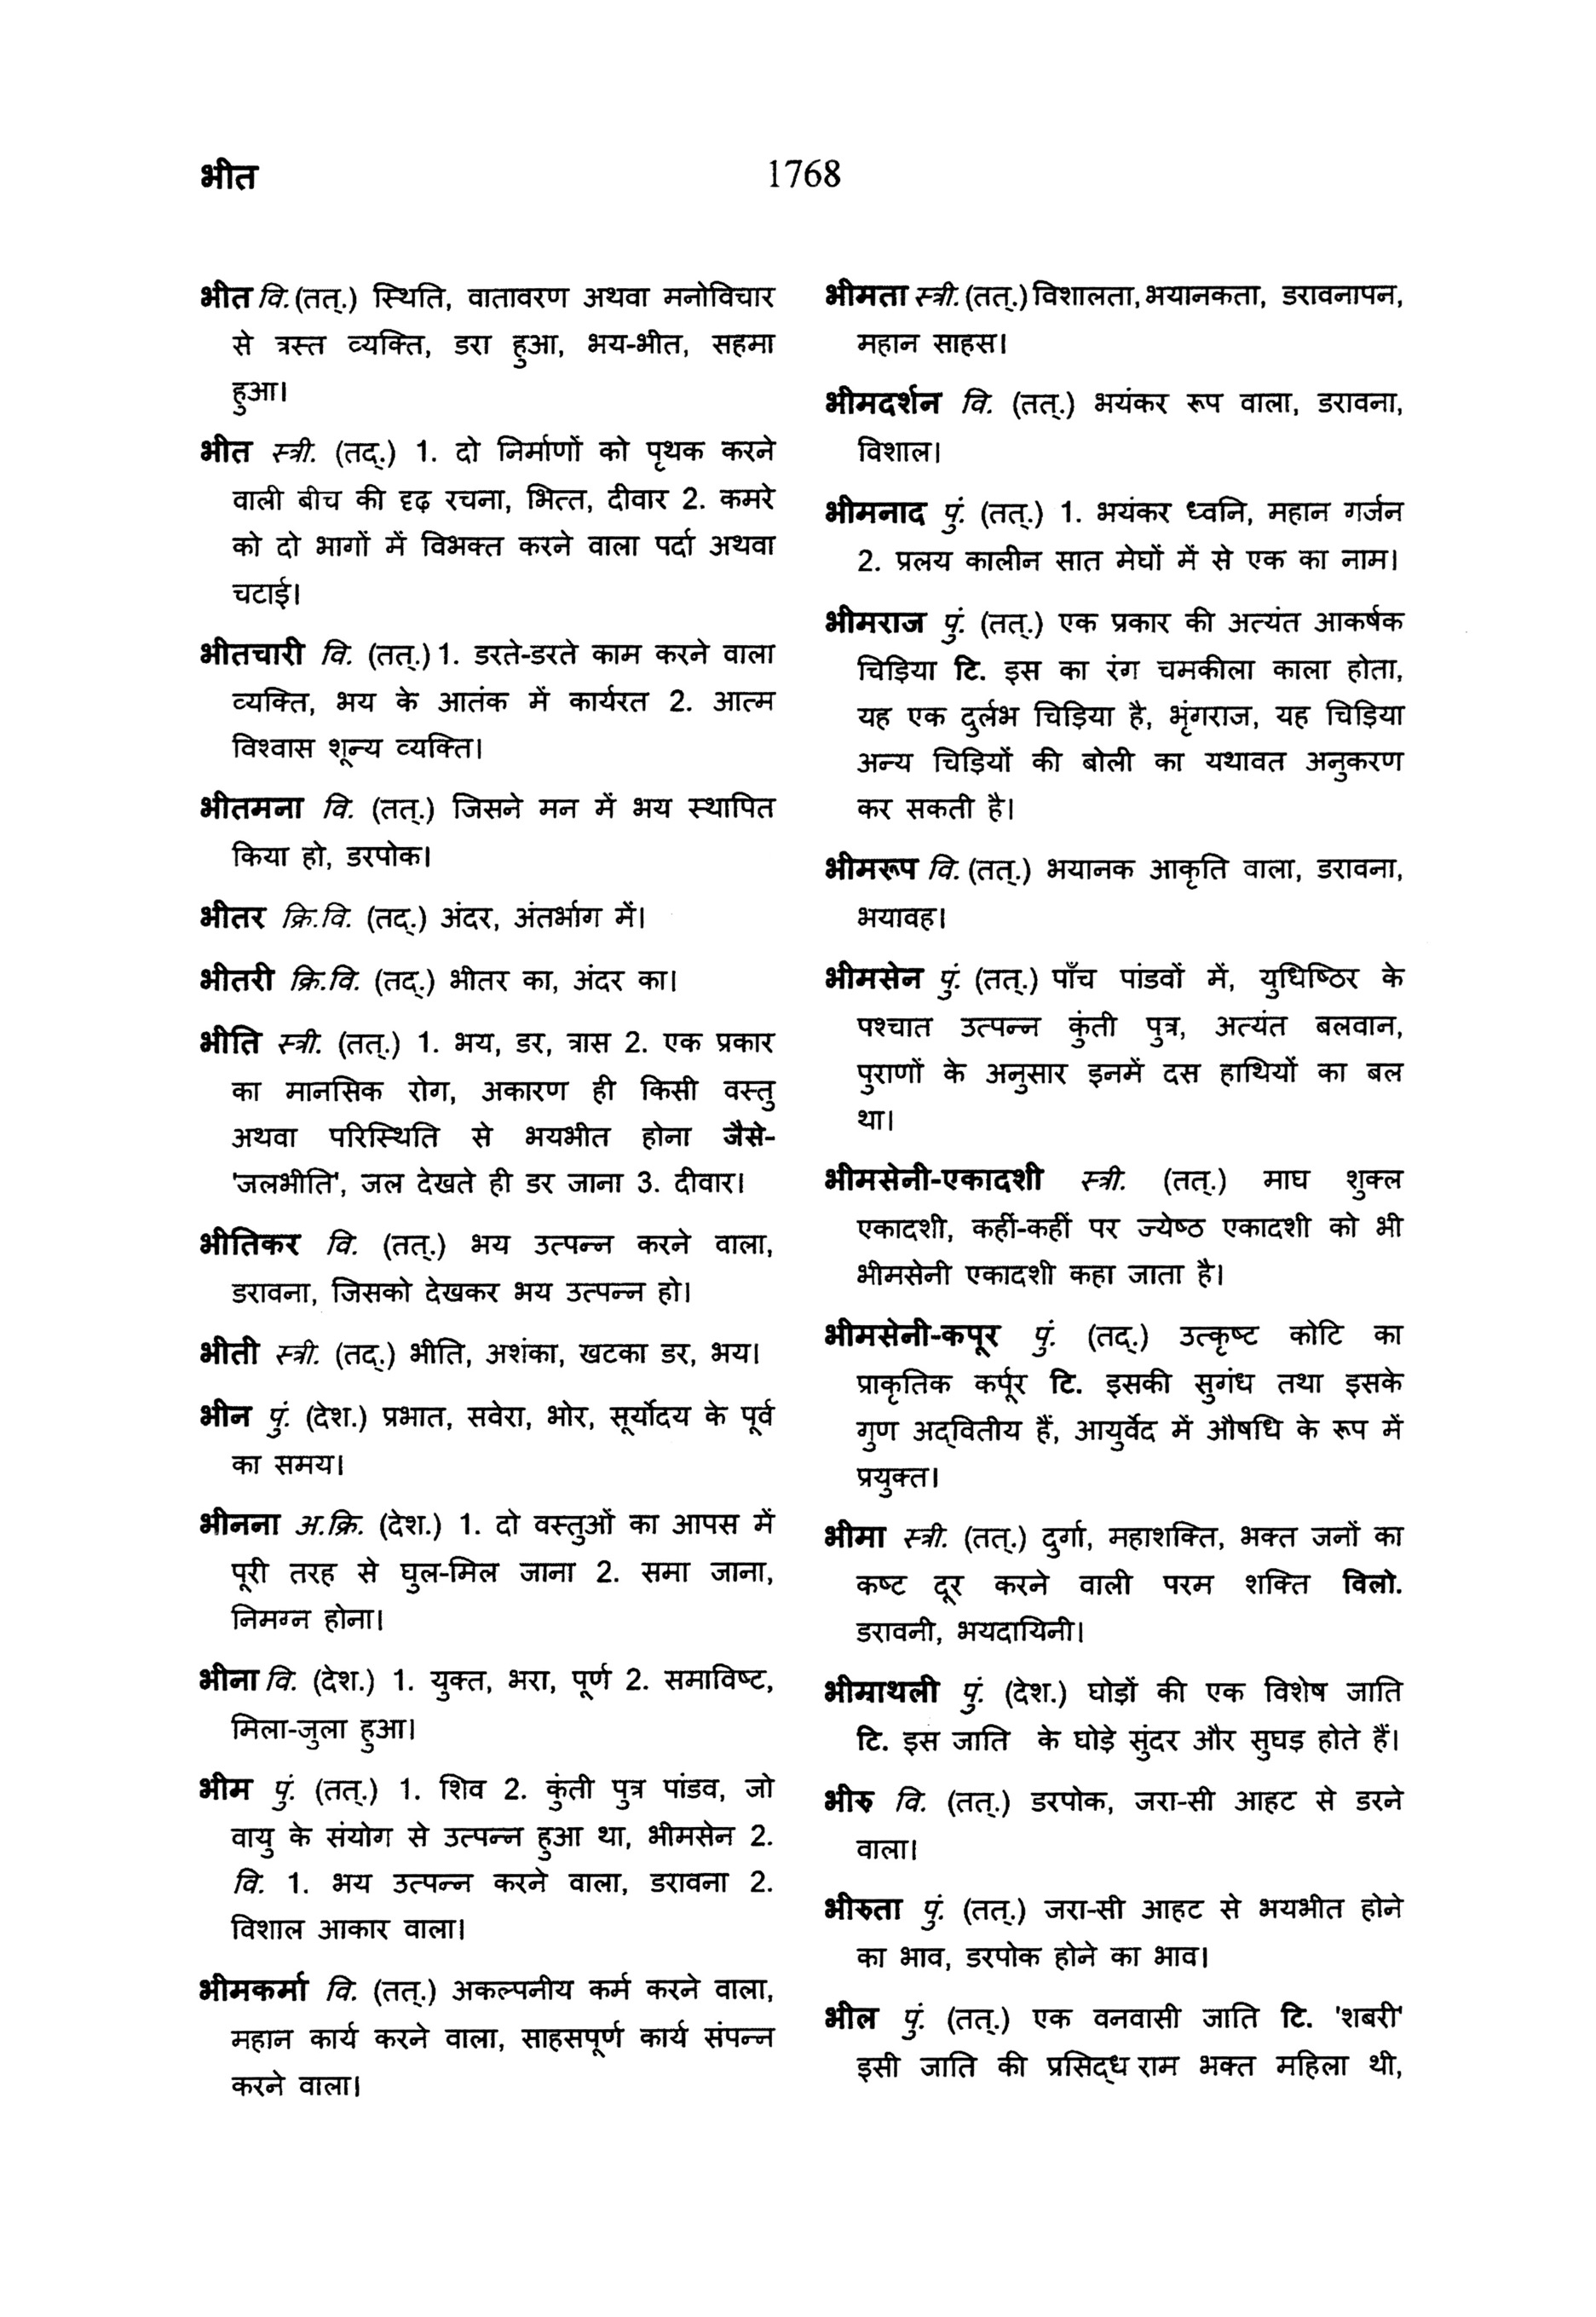 भीत
1768
भीत वि. (तत्.) स्थिति, वातावरण अथवा मनोविचार
से त्रस्त व्यक्ति, डरा हुआ, भय-भीत, सहमा
हुआ।
भीत स्त्री. (तद्.) 1. दो निर्माणों को पृथक करने
वाली बीच की दृढ़ रचना, भित्त, दीवार 2. कमरे
को दो भागों में विभक्त करने वाला पर्दा अथवा
चटाई।
भीतचारी वि. (तत्.) 1. डरते-डरते काम करने वाला
व्यक्ति, भय के आतंक में कार्यरत 2. आत्म
विश्वास शून्य व्यक्ति।
भीतमना वि. (तत्.) जिसने मन में भय स्थापित
किया हो, डरपोक।
भीतर क्रि.वि. (तद्.) अंदर, अंतर्भाग में।
भीतरी क्रि.वि. (तद्.) भीतर का, अंदर का।
भीति स्त्री. (तत्.) 1. भय, डर, त्रास 2. एक प्रकार
का मानसिक रोग, अकारण ही किसी वस्तु
अथवा परिस्थिति से भयभीत होना जैसे-
'जलभीति', जल देखते ही डर जाना 3. दीवार।
भीतिकर वि. (तत्.) भय उत्पन्न करने वाला,
डरावना, जिसको देखकर भय उत्पन्न हो।
भीती स्त्री. (तद्.) भीति, अशंका, खटका डर, भय।
भीन पुं. (देश.) प्रभात, सवेरा, भोर, सूर्योदय के पूर्व
का समय।
भीनना अ.क्रि. (देश.) 1. दो वस्तुओं का आपस में
पूरी तरह से घुल-मिल जाना 2. समा जाना,
निमग्न होना।
भीना वि. (देश.) 1. युक्त, भरा, पूर्ण 2. समाविष्ट,
मिला-जुला हुआ।
भीम पुं. (तत्.) 1. शिव 2. कुंती पुत्र पांडव, जो
वायु के संयोग से उत्पन्न हुआ था, भीमसेन 2.
वि. 1. भय उत्पन्न करने वाला, डरावना 2.
विशाल आकार वाला।
भीमकर्मा वि. (तत्.) अकल्पनीय कर्म करने वाला,
महान कार्य करने वाला, साहसपूर्ण कार्य संपन्न
करने वाला।
भीमता स्त्री. (तत्.) विशालता, भयानकता, डरावनापन,
महान साहस।
भीमदर्शन वि. (तत्.) भयंकर रूप वाला, डरावना,
विशाल।
भीमनाद पुं. (तत्.) 1. भयंकर ध्वनि, महान गर्जन
2. प्रलय कालीन सात मेघों में से एक का नाम।
भीमराज पुं. (तत्.) एक प्रकार की अत्यंत आकर्षक
चिड़िया टि. इस का रंग चमकीला काला होता,
यह एक दुर्लभ चिड़िया है, भृंगराज, यह चिड़िया
अन्य चिड़ियों की बोली का यथावत अनुकरण
कर सकती है।
भीमरूप वि. (तत्.) भयानक आकृति वाला, डरावना,
भयावह।
भीमसेन पुं. (तत्.) पाँच पांडवों में, युधिष्ठिर के
पश्चात उत्पन्न कुंती पुत्र, अत्यंत बलवान,
पुराणों के अनुसार इनमें दस हाथियों का बल
था।
भीमसेनी-एकादशी स्त्री. (तत्.) माघ शुक्ल
एकादशी, कहीं-कहीं पर ज्येष्ठ एकादशी को भी
भीमसेनी एकादशी कहा जाता है।
भीमसेनी-कपूर पुं. (तद्.) उत्कृष्ट कोटि का
प्राकृतिक कर्पूर टि. इसकी सुगंध तथा इसके
गुण अद्‌वितीय हैं, आयुर्वेद में औषधि के रूप में
प्रयुक्त।
भीमा स्त्री. (तत्.) दुर्गा, महाशक्ति, भक्त जनों का
कष्ट दूर करने वाली परम शक्ति विलो.
डरावनी, भयदायिनी।
भीमाथली पुं. (देश.) घोड़ों की एक विशेष जाति
टि. इस जाति के घोड़े सुंदर और सुघड़ होते हैं।
भीरु वि. (तत्.) डरपोक, जरा-सी आहट से डरने
वाला।
भीरुता पुं. (तत्.) जरा-सी आहट से भयभीत होने
का भाव, डरपोक होने का भाव।
भील पुं. (तत्.) एक वनवासी जाति टि. 'शबरी'
इसी जाति की प्रसिद्‌ध राम भक्त महिला थी,